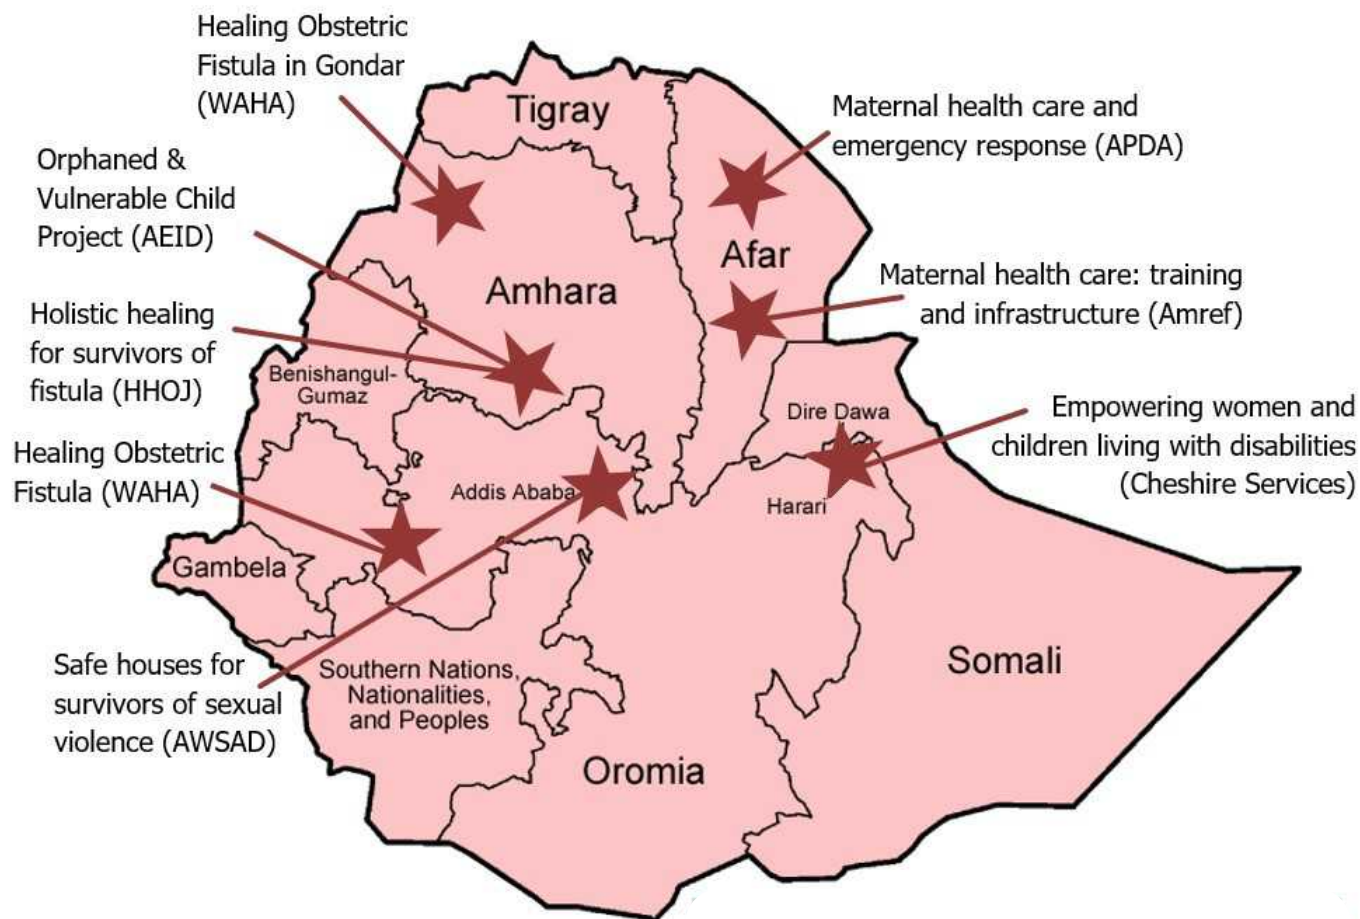 Healing Obstetric
Fistula in Gondar
(WAHA)
Orphaned &
Vulnerable Child
Project (AEID)
Holistic healing
for survivors of
fistula (HHOJ)
Healing Obstetric
Fistula (WAHA)
Safe houses for
survivors of sexual
violence (AWSAD)
Tigray
Amhara
Afar
Benishangul-
Gumaz
Dire Dawa
Addis Ababa
Harari
Gambela
Southern Nations,
Nationalities,
and Peoples
Oromia
Somali
Maternal health care and
emergency response (APDA)
Maternal health care: training
and infrastructure (Amref)
Empowering women and
children living with disabilities
(Cheshire Services)